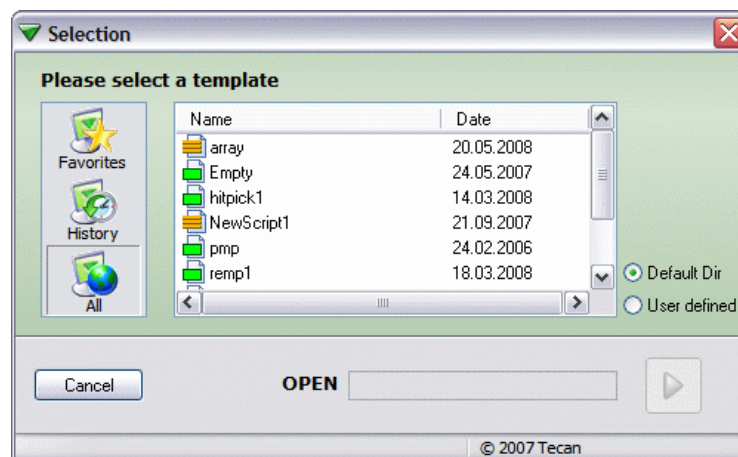 Selection
Please select a template
Favorites
History
All
Name Date
array 20.05.2008
Empty 24.05.2007
hitpick1 14.03.2008
NewScript1 21.09.2007
pmp 24.02.2006
remp1 18.03.2008
Default Dir
User defined
Cancel
OPEN
© 2007 Tecan